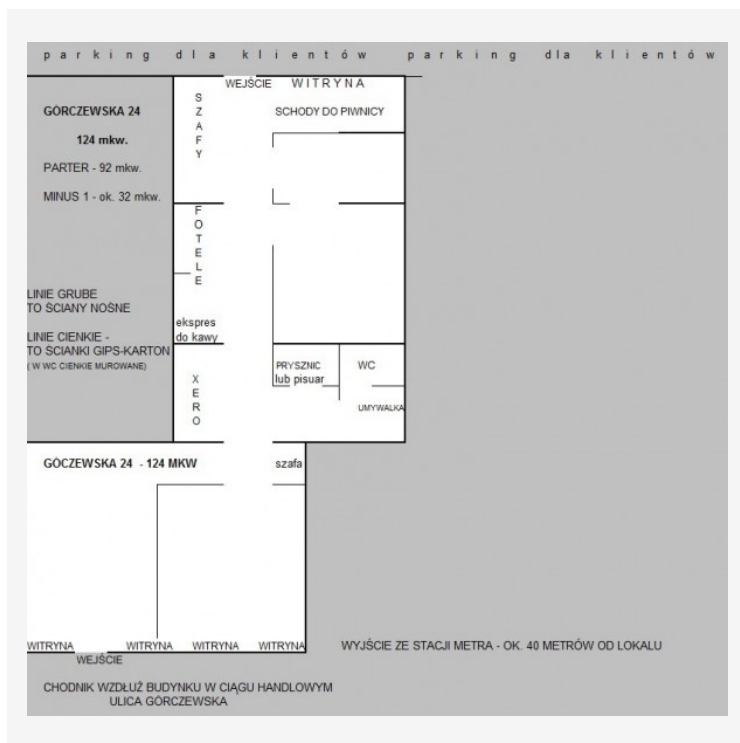 parking dla klientów parking dla klientów
WEJŚCIE WITRYNA
SZAFY
SCHODY DO PIWNICY
GÓRCZEWSKA 24
124 mkw.
PARTER - 92 mkw.
MINUS 1 - ok. 32 mkw.
FOTELE
LINIE GRUBE
TO ŚCIANY NOŚNE
ekspres
do kawy
LINIE CIENKIE -
TO ŚCIANKI GIPS-KARTON
( W WC CIENKIE MUROWANE)
PRYSZNIC
lub pisuar
WC
XERO
UMYWALKA
GÓCZEWSKA 24 - 124 MKW
szafa
WITRYNA WITRYNA WITRYNA WITRYNA
WEJŚCIE
WYJŚCIE ZE STACJI METRA - OK. 40 METRÓW OD LOKALU
CHODNIK WZDŁUŻ BUDYNKU W CIĄGU HANDLOWYM
ULICA GÓRCZEWSKA